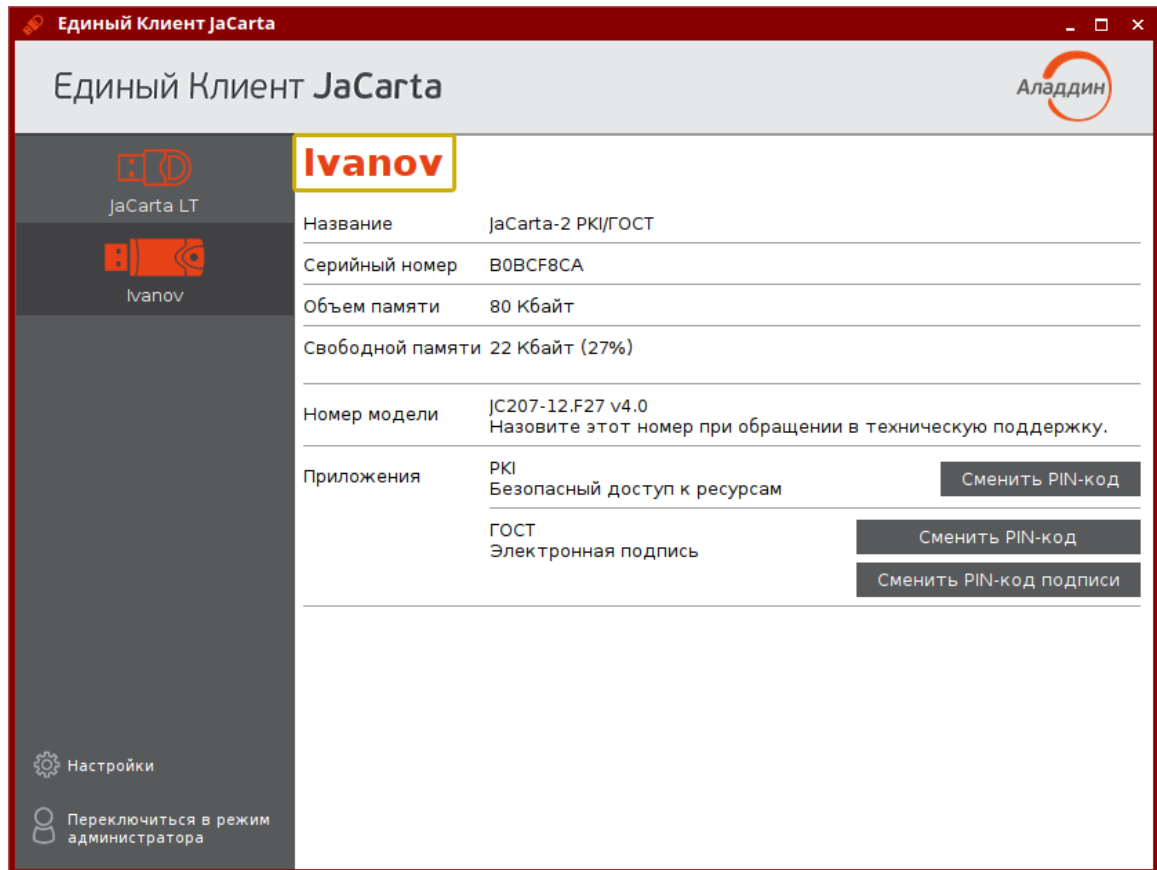 Единый Клиент JaCarta
Единый Клиент JaCarta
Аладдин
JaCarta LT
Ivanov
Ivanov
Название JaCarta-2 PKI/ГОСТ
Серийный номер B0BCF8CA
Объем памяти 80 Кбайт
Свободной памяти 22 Кбайт (27%)
Номер модели JC207-12.F27 v4.0
Назовите этот номер при обращении в техническую поддержку.
Приложения PKI
Безопасный доступ к ресурсам
Сменить PIN-код
ГОСТ
Электронная подпись
Сменить PIN-код
Сменить PIN-код подписи
Настройки
Переключиться в режим
администратора